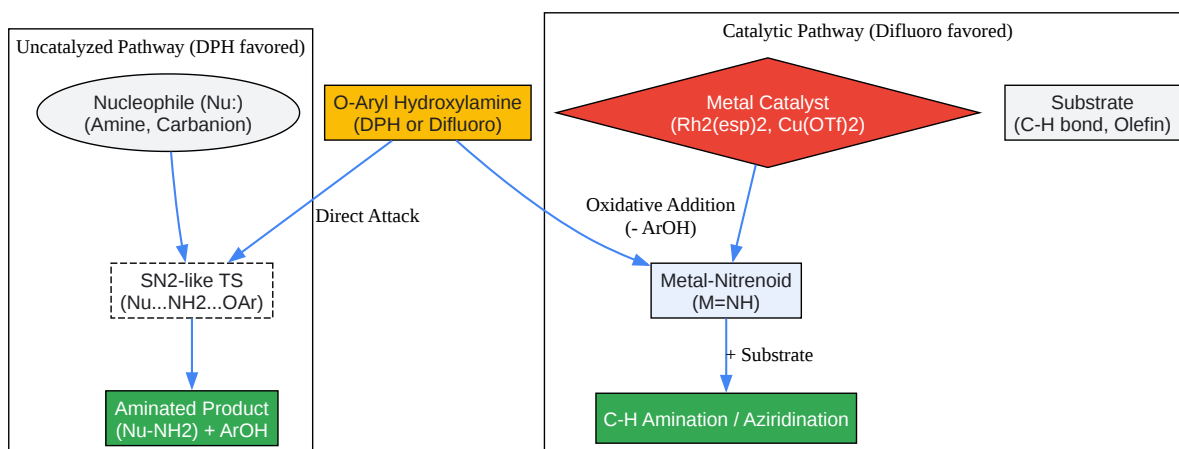 Uncatalyzed Pathway (DPH favored)
Nucleophile (Nu:)
(Amine, Carbanion)
O-Aryl Hydroxylamine
(DPH or Difluoro)
Direct Attack
SN2-like TS
(Nu...NH2...OAr)
Aminated Product
(Nu-NH2) + ArOH
Catalytic Pathway (Difluoro favored)
Metal Catalyst
(Rh2(esp)2, Cu(OTf)2)
Substrate
(C-H bond, Olefin)
Oxidative Addition
(- ArOH)
Metal-Nitrenoid
(M=NH)
+ Substrate
C-H Amination / Aziridination